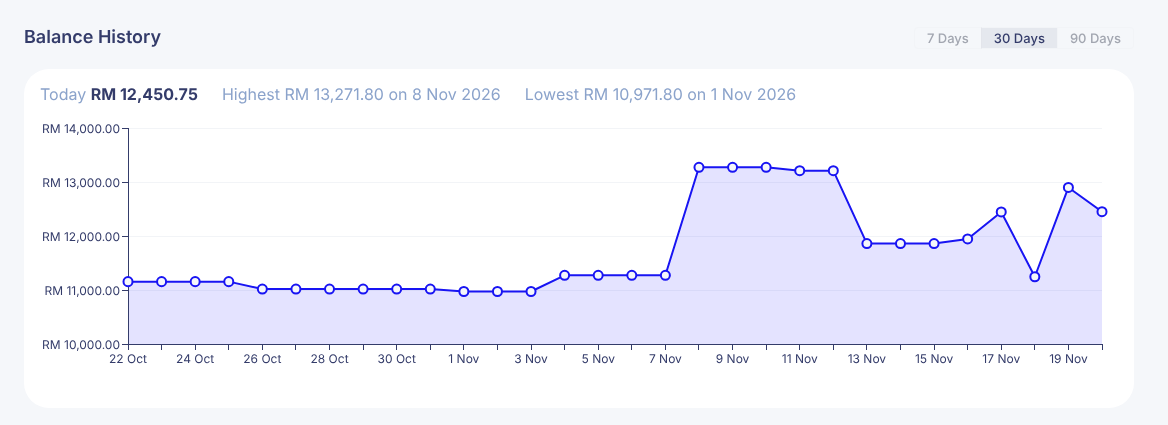 Balance History
7 Days 30 Days 90 Days
Today RM 12,450.75 Highest RM 13,271.80 on 8 Nov 2026 Lowest RM 10,971.80 on 1 Nov 2026
RM 14,000.00
RM 13,000.00
RM 12,000.00
RM 11,000.00
RM 10,000.00
22 Oct 24 Oct 26 Oct 28 Oct 30 Oct 1 Nov 3 Nov 5 Nov 7 Nov 9 Nov 11 Nov 13 Nov 15 Nov 17 Nov 19 Nov